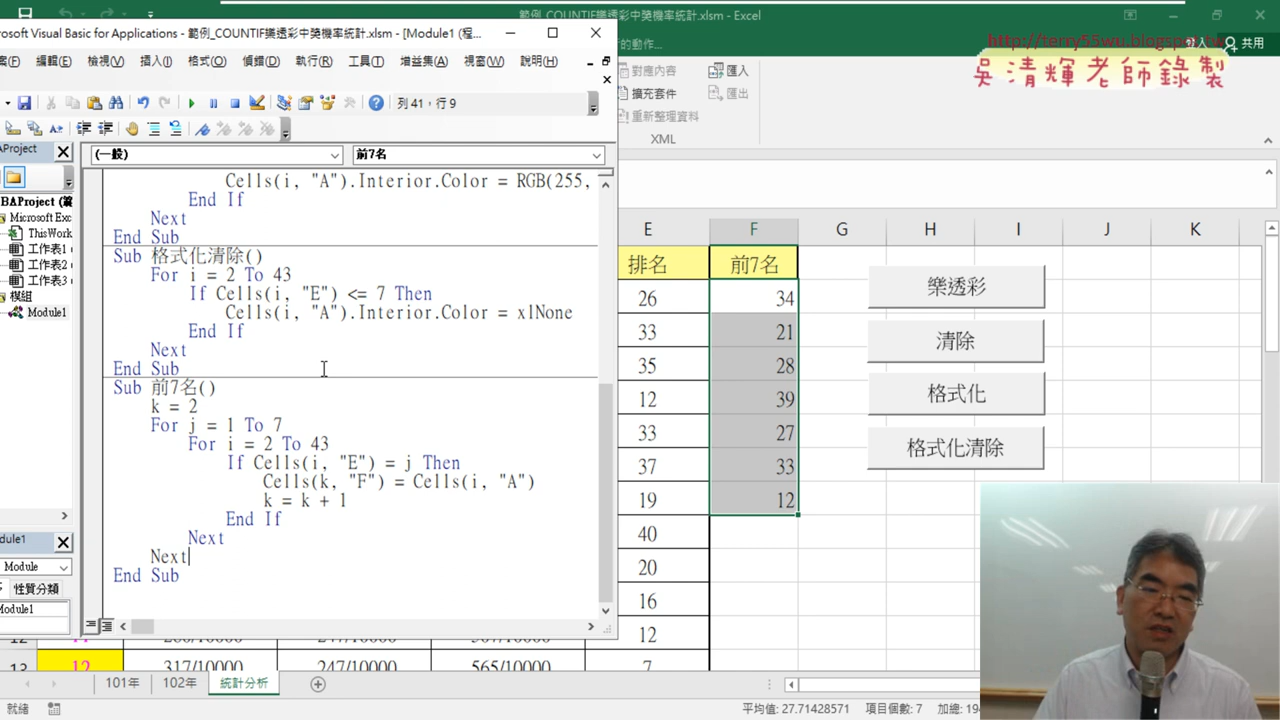 範例_COUNTIF樂透彩中獎機率統計.xlsm - Excel
rosoft Visual Basic for Applications - 範例_COUNTIF樂透彩中獎機率統計.xlsm - [Module1 (程...
編輯(E) 檢視(V) 插入(I) 格式(O) 偵錯(D) 執行(R) 工具(T) 增益集(A) 視窗(W) 說明(H)
的動作...
共用
http://terry55wu.blogspot.tw
吳清輝老師錄製
對應內容
匯入
擴充套件
匯出
重新整理資料
XML
列 41，行 9
AProject
(一般)
前7名
BAProject (範
Microsoft Exc
ThisWork
工作表1 (
工作表2 (
工作表3 (
模組
Module1
Cells(i, "A").Interior.Color = RGB(255,
End If
Next
End Sub
Sub 格式化清除()
For i = 2 To 43
If Cells(i, "E") <= 7 Then
Cells(i, "A").Interior.Color = xlNone
End If
Next
End Sub
Sub 前7名()
k = 2
For j = 1 To 7
For i = 2 To 43
If Cells(i, "E") = j Then
Cells(k, "F") = Cells(i, "A")
k = k + 1
End If
Next
Next
End Sub
dule1
Module
性質分類
Module1
E F G H I J K
排名 前7名
26 34
33 21
35 28
12 39
33 27
37 33
19 12
40
20
16
12
7
樂透彩
清除
格式化
格式化清除
12 317/10000 247/10000 565/10000
13
101年 102年 統計分析
就緒
平均值: 27.71428571 項目個數: 7 加總: 19